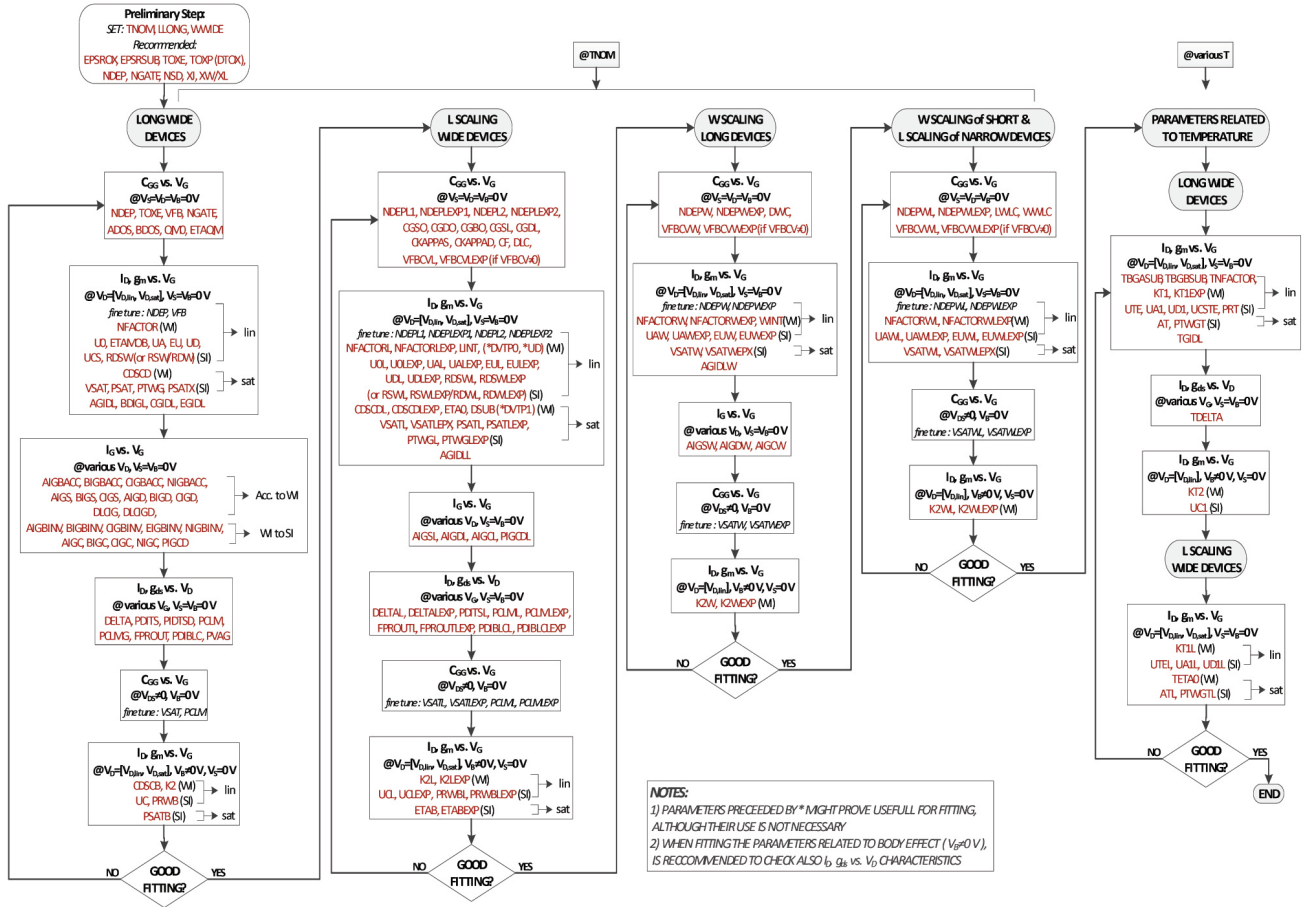 Preliminary Step:
SET: TNOM, LLONG, WWIDE
Recommended:
EPSROX, EPSRSUB, TOXE, TOXP (DTOX),
NDEP, NGATE, NSD, XJ, XW/XL
@TNOM
@various T
LONG WIDE
DEVICES
CGG vs. VG
@VS=VD=VB=0V
NDEP, TOXE, VFB, NGATE,
ADOS, BDOS, QM0, ETAQM
ID, gm vs. VG
@VD=[VD,lin, VD,sat], VS=VB=0 V
fine tune : NDEP, VFB
NFACTOR (WI)
U0, ETAMOB, UA, EU, UD,
UCS, RDSW(or RSW/RDW) (SI)
lin
CDSCD (WI)
VSAT, PSAT, PTWG, PSATX (SI)
sat
AGIDL, BGIDL, CGIDL, EGIDL
IG vs. VG
@various VD, VS=VB=0V
AIGBACC, BIGBACC, CIGBACC, NIGBACC,
AIGS, BIGS, CIGS, AIGD, BIGD, CIGD,
DLCIG, DLCIGD,
Acc. to WI
AIGBINV, BIGBINV, CIGBINV, EIGBINV, NIGBINV,
AIGC, BIGC, CIGC, NIGC, PIGCD
WI to SI
ID, gds vs. VD
@various VG, VS=VB=0V
DELTA, PDITS, PIDTSD, PCLM,
PCLMG, FPROUT, PDIBLC, PVAG
CGG vs. VG
@VDS≠0, VB=0V
fine tune : VSAT, PCLM
ID, gm vs. VG
@VD=[VD,lin, VD,sat], VB≠0V, VS=0V
CDSCB, K2 (WI)
UC, PRWB (SI)
lin
PSATB (SI)
sat
NO
GOOD
FITTING?
YES
L SCALING
WIDE DEVICES
CGG vs. VG
@VS=VD=VB=0V
NDEPL1, NDEPLEXP1, NDEPL2, NDEPLEXP2,
CGSO, CGDO, CGBO, CGSL, CGDL,
CKAPPAS, CKAPPAD, CF, DLC,
VFBCVL, VFBCVLEXP (if VFBCV≠0)
ID, gm vs. VG
@VD=[VD,lin, VD,sat], VS=VB=0 V
fine tune : NDEPL1, NDEPLEXP1, NDEPL2, NDEPLEXP2
NFACTORL, NFACTORLEXP, LINT, (*DVTP0, *UD) (WI)
U0L, U0LEXP, UAL, UALEXP, EUL, EULEXP,
UDL, UDLEXP, RDSWL, RDSWLEXP
(or RSWL, RSWLEXP/RDWL, RDWLEXP) (SI)
lin
CDSCDL, CDSCDLEXP, ETA0, DSUB (*DVTP1) (WI)
VSATL, VSATLEPX, PSATL, PSATLEXP,
PTWGL, PTWGLEXP (SI)
sat
AGIDLL
IG vs. VG
@various VD, VS=VB=0V
AIGSL, AIGDL, AIGCL, PIGCDL
ID, gds vs. VD
@various VG, VS=VB=0V
DELTAL, DELTALEXP, PDITSL, PCLML, PCLMLEXP,
FPROUTL, FPROUTLEXP, PDIBLCL, PDIBLCLEXP
CGG vs. VG
@VDS≠0, VB=0V
fine tune : VSATL, VSATLEXP, PCLML, PCLMLEXP
ID, gm vs. VG
@VD=[VD,lin, VD,sat], VB≠0V, VS=0V
K2L, K2LEXP (WI)
UCL, UCLEXP, PRWBL, PRWBLEXP (SI)
lin
ETAB, ETABEXP (SI)
sat
NO
GOOD
FITTING?
YES
W SCALING
LONG DEVICES
CGG vs. VG
@VS=VD=VB=0V
NDEPW, NDEPWEXP, DWC,
VFBCVW, VFBCVWEXP (if VFBCV≠0)
ID, gm vs. VG
@VD=[VD,lin, VD,sat], VS=VB=0 V
fine tune : NDEPW, NDEPWEXP
NFACTORW, NFACTORWEXP, WINT (WI)
UAW, UAWEXP, EUW, EUWEXP (SI)
lin
VSATW, VSATWEPX (SI)
sat
AGIDLW
IG vs. VG
@various VD, VS=VB=0V
AIGSW, AIGDW, AIGCW
CGG vs. VG
@VDS≠0, VB=0V
fine tune : VSATW, VSATWEXP
ID, gm vs. VG
@VD=[VD,lin], VB≠0V, VS=0V
K2W, K2WEXP (WI)
NO
GOOD
FITTING?
YES
W SCALING of SHORT &
L SCALING of NARROW DEVICES
CGG vs. VG
@VS=VD=VB=0V
NDEPWL, NDEPWLEXP, LWLC, WWLC
VFBCVWL, VFBCVWLEXP (if VFBCV≠0)
ID, gm vs. VG
@VD=[VD,lin, VD,sat], VS=VB=0 V
fine tune : NDEPWL, NDEPWLEXP
NFACTORWL, NFACTORWLEXP (WI)
UAWL, UAWLEXP, EUWL, EUWLEXP (SI)
lin
VSATWL, VSATWLEPX (SI)
sat
CGG vs. VG
@VDS≠0, VB=0V
fine tune : VSATWL, VSATWLEXP
ID, gm vs. VG
@VD=[VD,lin], VB≠0V, VS=0V
K2WL, K2WLEXP (WI)
NO
GOOD
FITTING?
YES
PARAMETERS RELATED
TO TEMPERATURE
LONG WIDE
DEVICES
ID, gm vs. VG
@VD=[VD,lin, VD,sat], VS=VB=0V
TBGASUB, TBGBSUB, TNFACTOR,
KT1, KT1EXP (WI)
UTE, UA1, UD1, UCSTE, PRT (SI)
lin
AT, PTWGT (SI)
sat
TGIDL
ID, gds vs. VD
@various VG, VS=VB=0V
TDELTA
ID, gm vs. VG
@VD=[VD,lin], VB≠0V, VS=0V
KT2 (WI)
UC1 (SI)
L SCALING
WIDE DEVICES
ID, gm vs. VG
@VD=[VD,lin, VD,sat], VS=VB=0V
KT1L (WI)
UTEL, UA1L, UD1L (SI)
lin
TETA0 (WI)
ATL, PTWGTL (SI)
sat
NO
GOOD
FITTING?
YES
END
NOTES:
1) PARAMETERS PRECEEDED BY * MIGHT PROVE USEFULL FOR FITTING,
ALTHOUGH THEIR USE IS NOT NECESSARY
2) WHEN FITTING THE PARAMETERS RELATED TO BODY EFFECT ( VB≠0 V ),
IS RECCOMMENDED TO CHECK ALSO ID, gds vs. VD CHARACTERISTICS